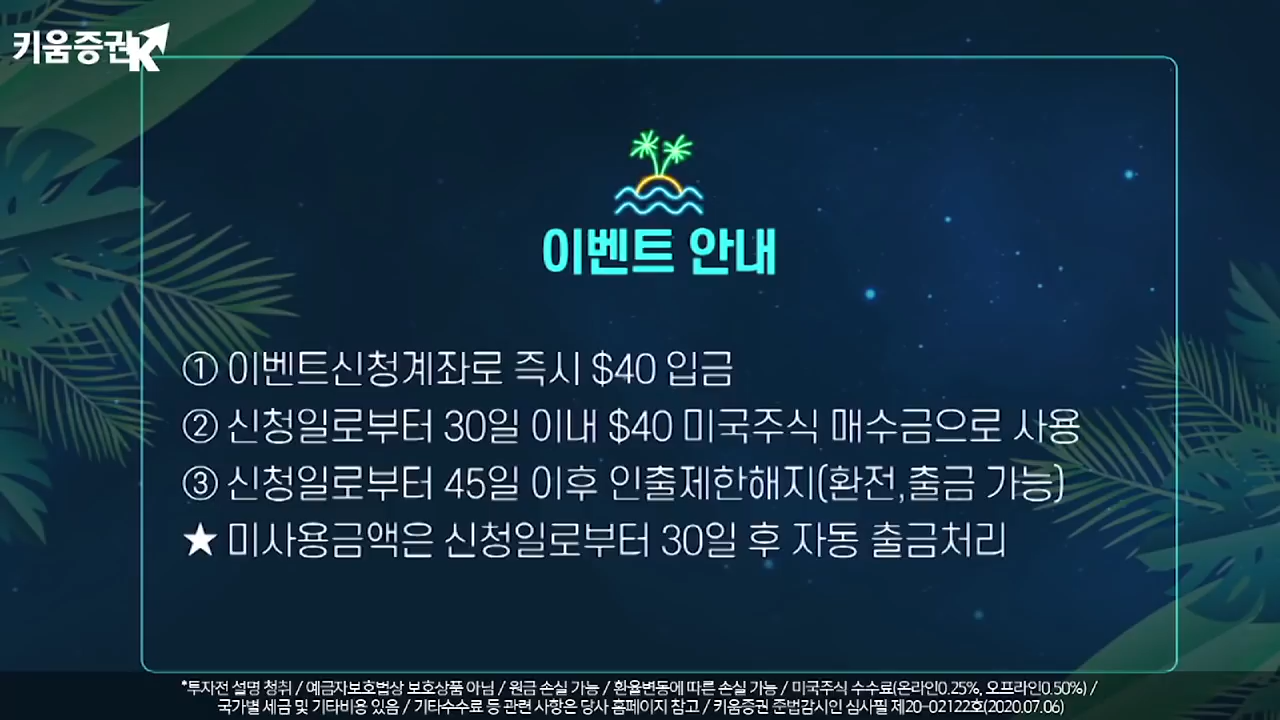 키움증권
이벤트 안내
① 이벤트신청계좌로 즉시 $40 입금
② 신청일로부터 30일 이내 $40 미국주식 매수금으로 사용
③ 신청일로부터 45일 이후 인출제한해지(환전,출금 가능)
★ 미사용금액은 신청일로부터 30일 후 자동 출금처리
*투자전 설명 청취 / 예금자보호법상 보호상품 아님 / 원금 손실 가능 / 환율변동에 따른 손실 가능 / 미국주식 수수료(온라인0.25%, 오프라인0.50%) /
국가별 세금 및 기타비용 있음 / 기타수수료 등 관련 사항은 당사 홈페이지 참고 / 키움증권 준법감시인 심사필 제20-02122호(2020.07.06)